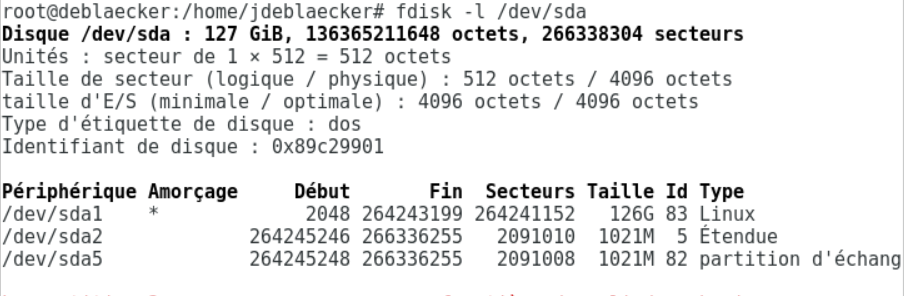 root@deblaecker:/home/jdeblaecker# fdisk -l /dev/sda
Disque /dev/sda : 127 GiB, 136365211648 octets, 266338304 secteurs
Unités : secteur de 1 × 512 = 512 octets
Taille de secteur (logique / physique) : 512 octets / 4096 octets
taille d'E/S (minimale / optimale) : 4096 octets / 4096 octets
Type d'étiquette de disque : dos
Identifiant de disque : 0x89c29901
Périphérique Amorçage Début Fin Secteurs Taille Id Type
/dev/sda1 * 2048 264243199 264241152 126G 83 Linux
/dev/sda2 264245246 266336255 2091010 1021M 5 Étendue
/dev/sda5 264245248 266336255 2091008 1021M 82 partition d'échang